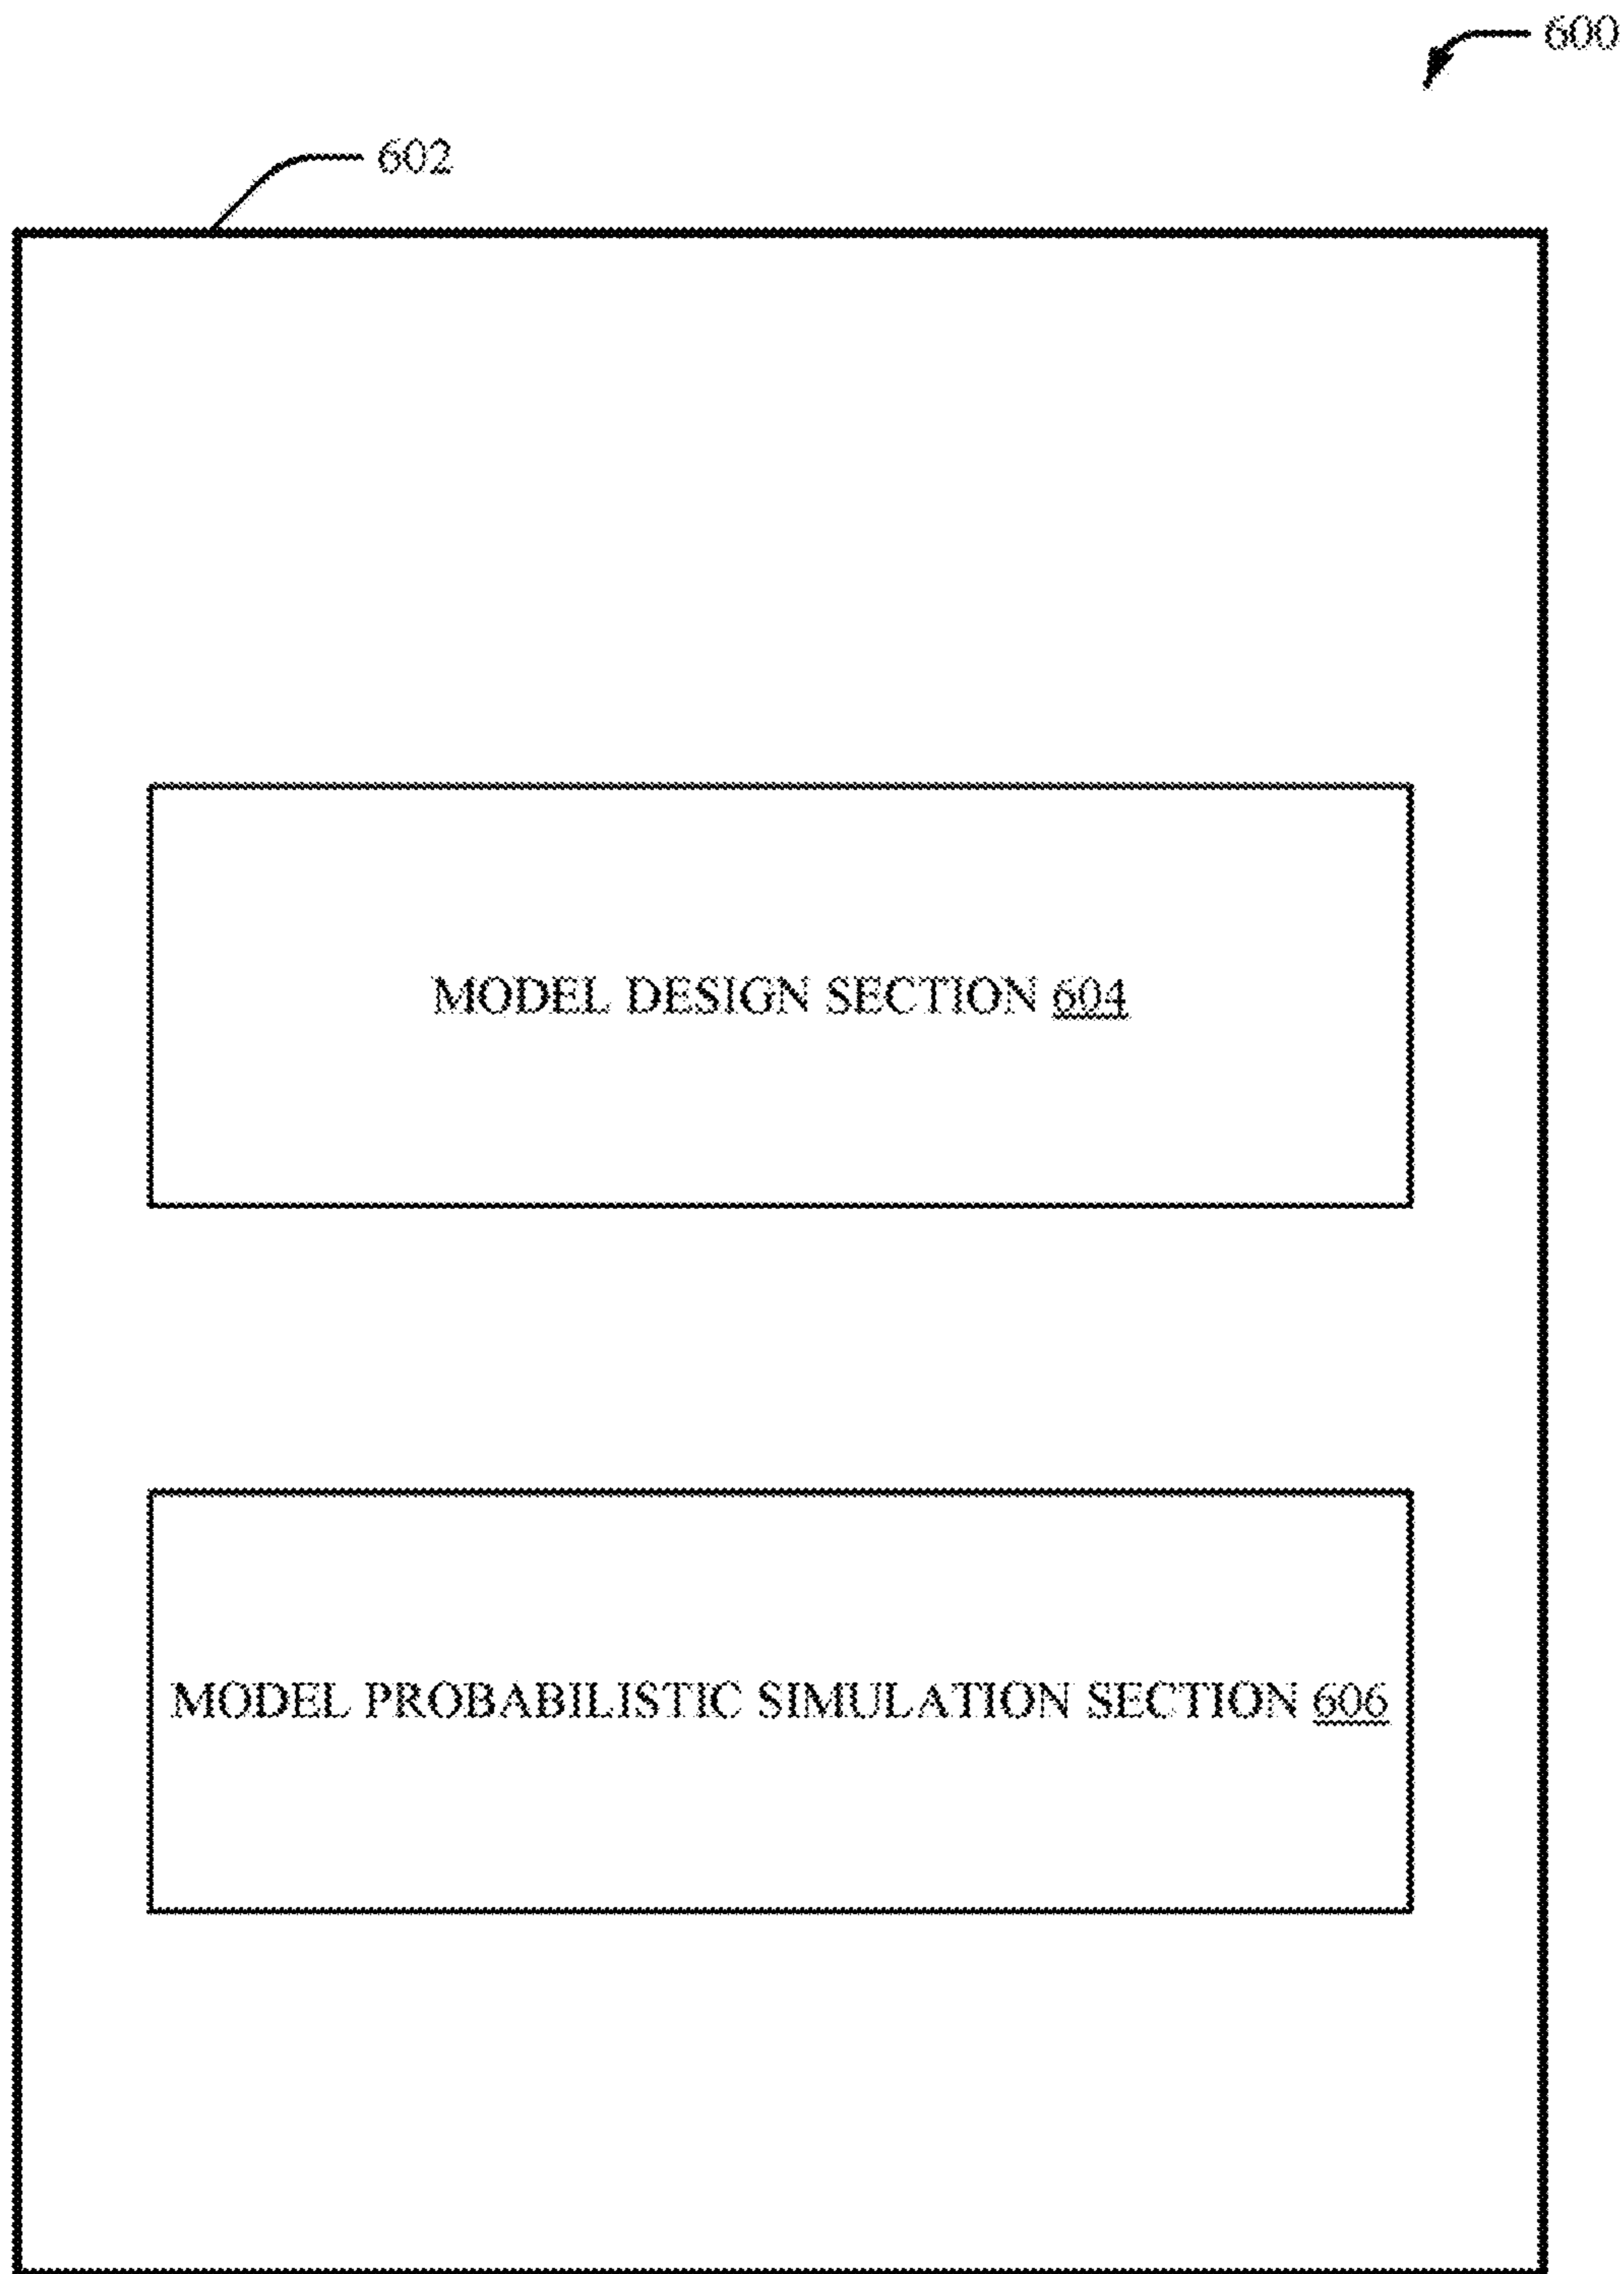 600
602
MODEL DESIGN SECTION 604
MODEL PROBABILISTIC SIMULATION SECTION 606